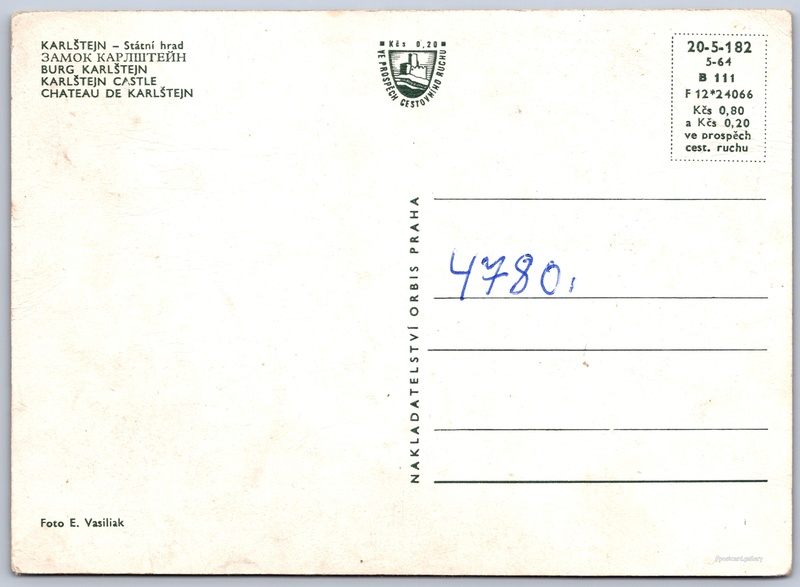 KARLŠTEJN – Státní hrad
ЗАМОК КАРЛШТЕЙН
BURG KARLŠTEJN
KARLŠTEJN CASTLE
CHATEAU DE KARLŠTEJN
Kčs 0,20
VE PROSPĚCH CESTOVNÍHO RUCHU
20-5-182
5-64
B 111
F 12*24066
Kčs 0,80
a Kčs 0,20
ve prospěch
cest. ruchu
NAKLADATELSTVÍ ORBIS PRAHA
4780.
Foto E. Vasiliak